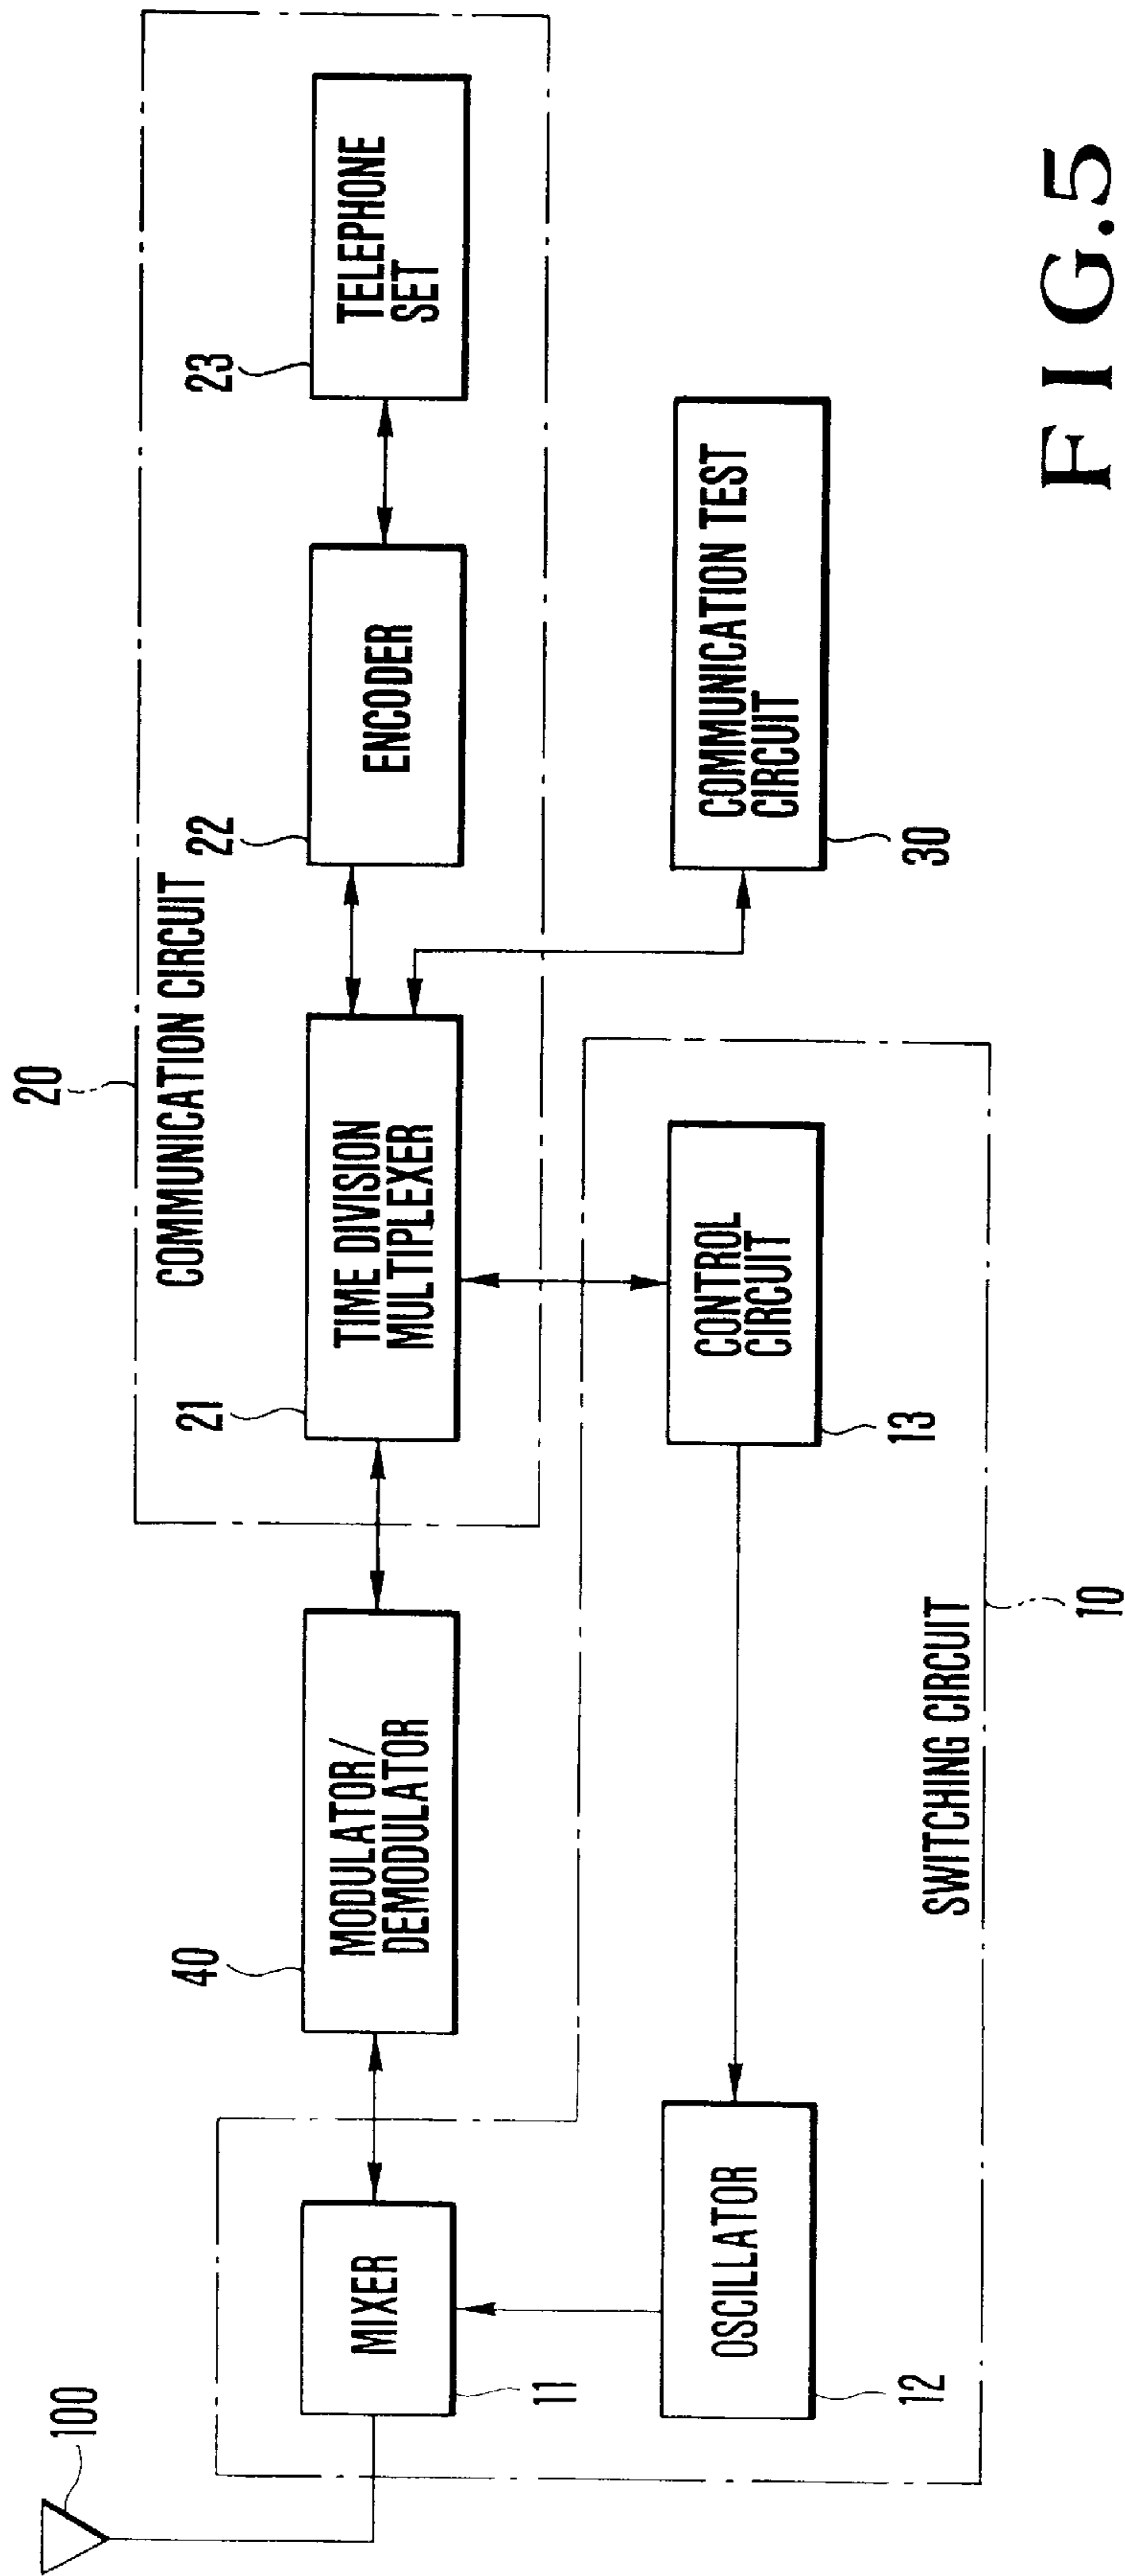 20
COMMUNICATION CIRCUIT
100
40
21
22
23
MIXER
MODULATOR/
DEMODULATOR
TIME DIVISION
MULTIPLEXER
ENCODER
TELEPHONE
SET
11
OSCILLATOR
CONTROL
CIRCUIT
COMMUNICATION TEST
CIRCUIT
12
13
30
SWITCHING CIRCUIT
10
FIG.5